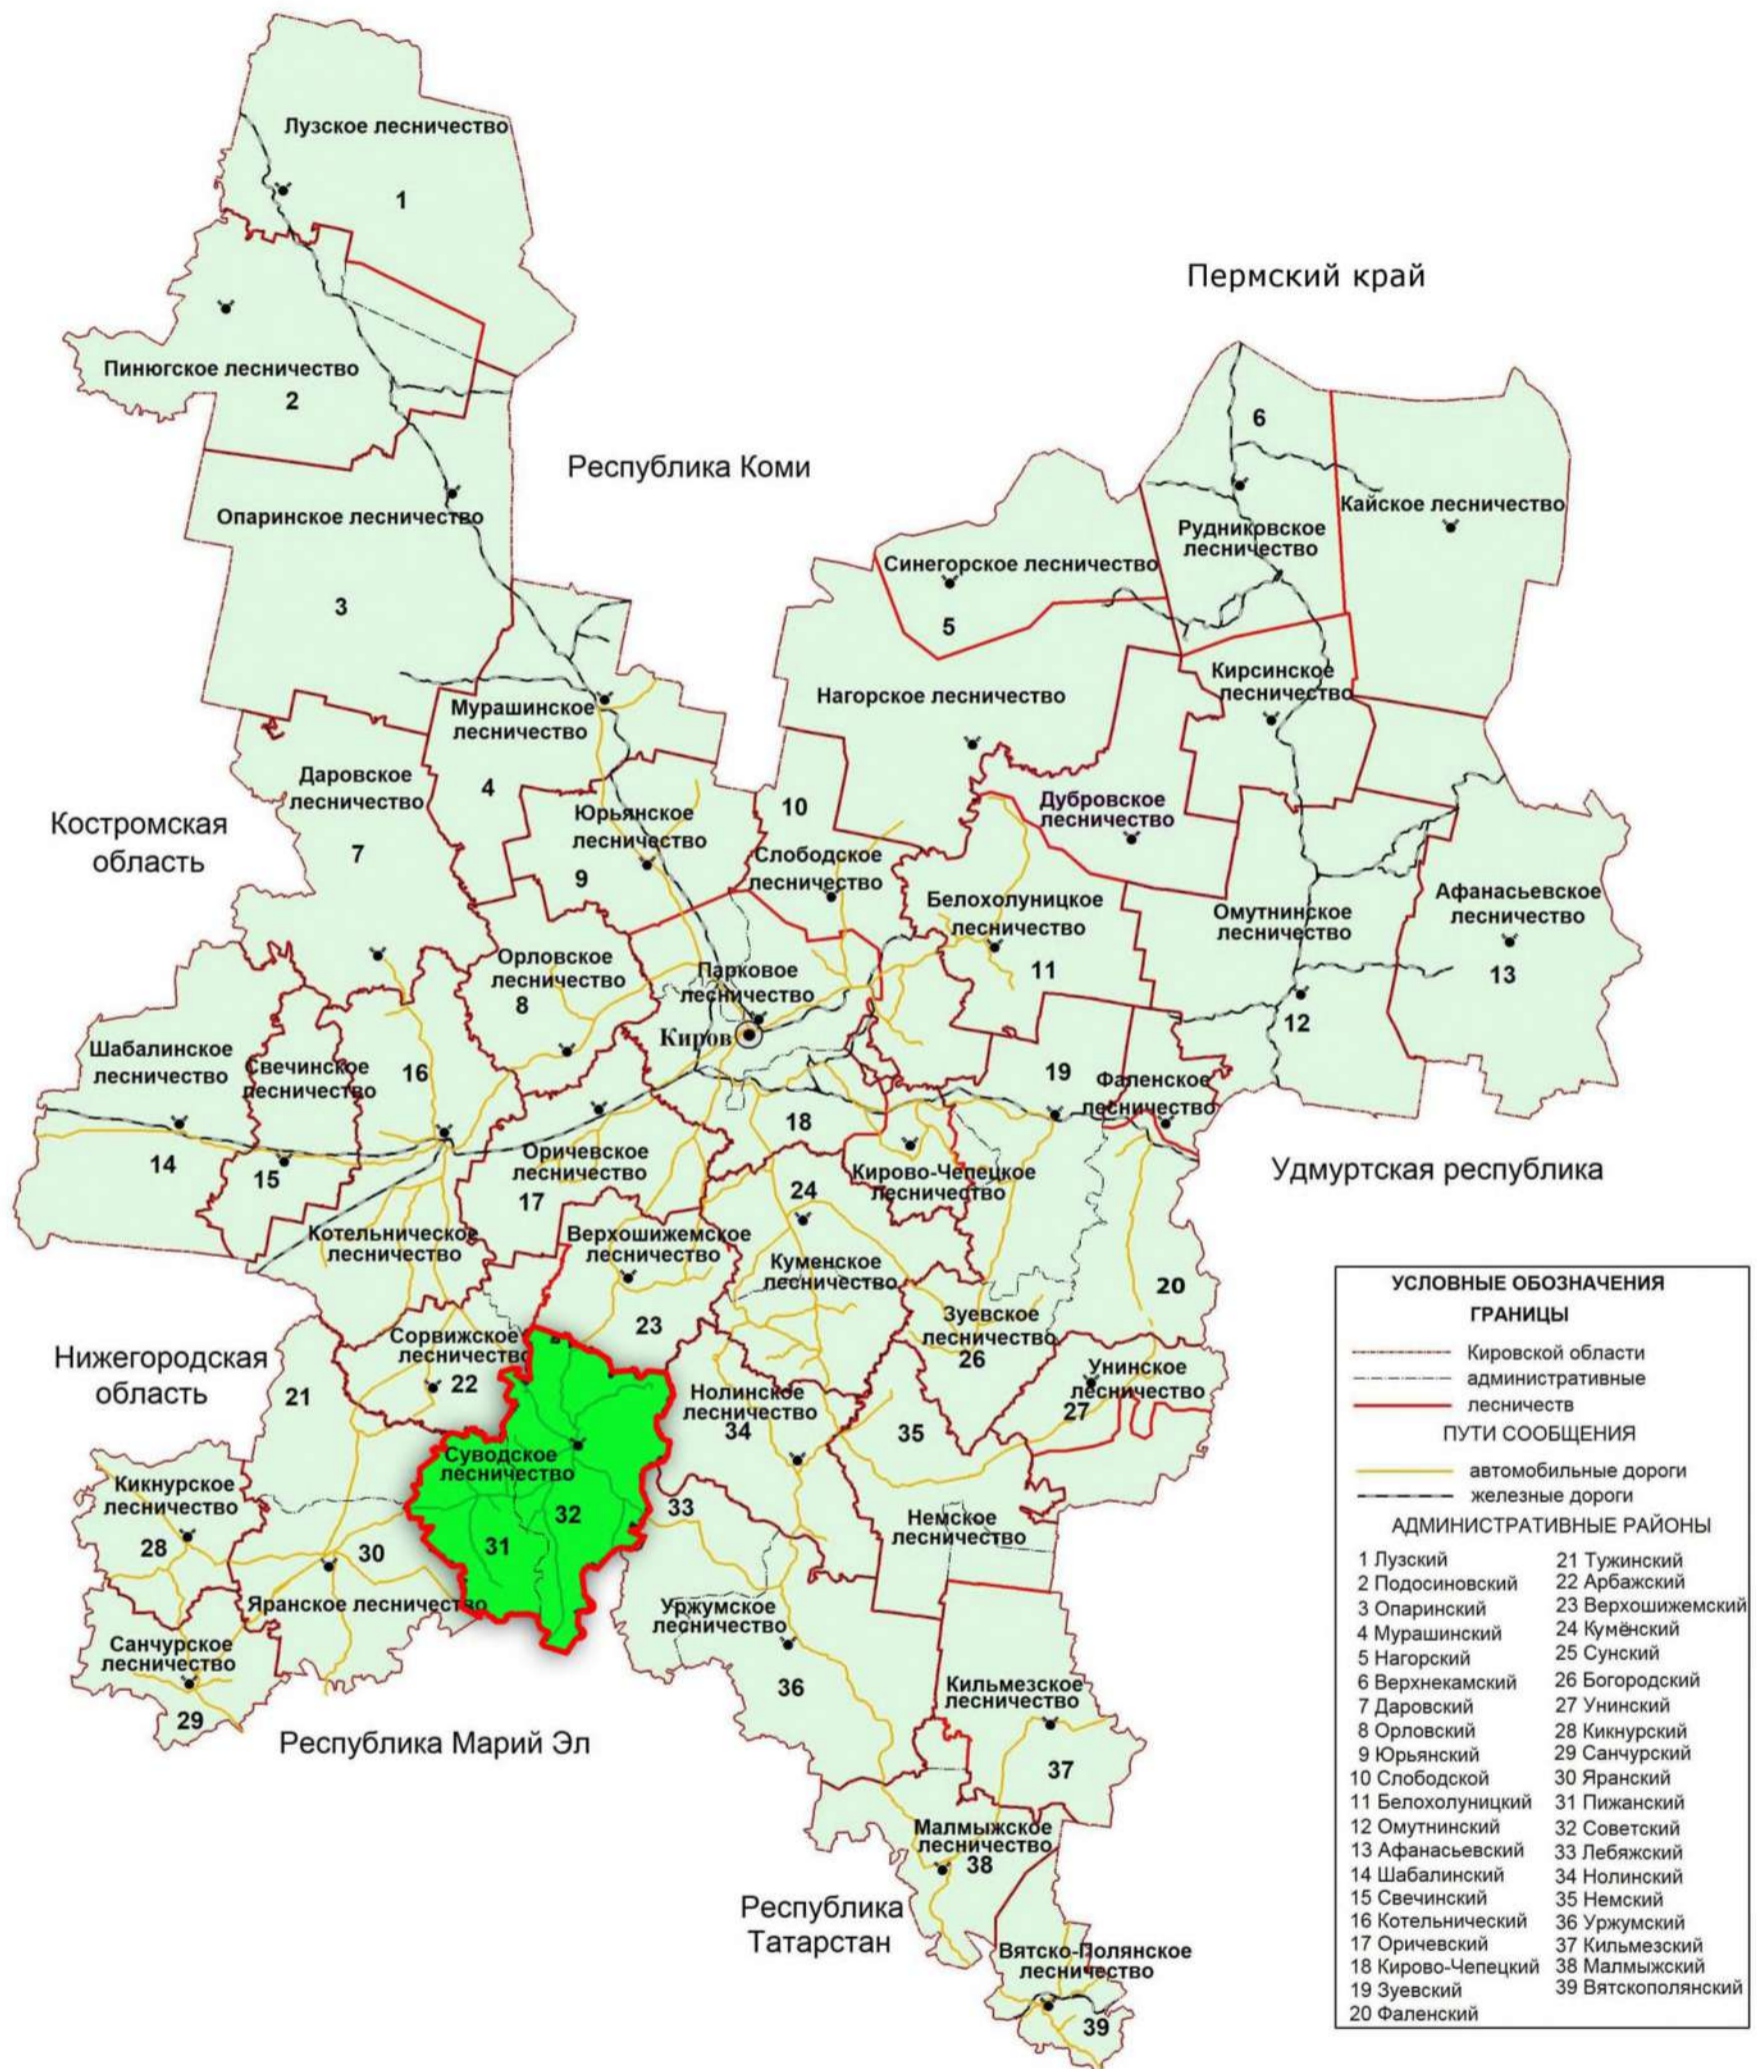 Лузское лесничество
1
Пермский край
Пинюгское лесничество
2
6
Республика Коми
Кайское лесничество
Опаринское лесничество
Рудниковское
лесничество
Синегорское лесничество
3
5
Кирсинское
лесничество
Нагорское лесничество
Мурашинское
лесничество
Даровское
лесничество
4
10
Дубровское
лесничество
Юрьянское
лесничество
Костромская
область
7
Слободское
лесничество
9
Белохолуницкое
лесничество
Афанасьевское
лесничество
Омутнинское
лесничество
Орловское
лесничество
8
Парковое
лесничество
11
13
12
Киров
Шабалинское
лесничество
Свечинское
лесничество
16
19
Фаленское
лесничество
18
14
15
Оричевское
лесничество
17
Кирово-Чепецкое
лесничество
Удмуртская республика
24
Котельническое
лесничество
Верхошижемское
лесничество
Куменское
лесничество
20
Зуевское
лесничество
26
23
Сорвижское
лесничество
22
Нижегородская
область
21
Унинское
лесничество
27
Нолинское
лесничество
34
35
Суводское
лесничество
Кикнурское
лесничество
28
33
32
31
Немское
лесничество
30
Яранское лесничество
Уржумское
лесничество
Санчурское
лесничество
29
36
Кильмезское
лесничество
37
Республика Марий Эл
Малмыжское
лесничество
38
Республика
Татарстан
Вятско-Полянское
лесничество
39
УСЛОВНЫЕ ОБОЗНАЧЕНИЯ
ГРАНИЦЫ
Кировской области
административные
лесничеств
ПУТИ СООБЩЕНИЯ
автомобильные дороги
железные дороги
АДМИНИСТРАТИВНЫЕ РАЙОНЫ
1 Лузский
2 Подосиновский
3 Опаринский
4 Мурашинский
5 Нагорский
6 Верхнекамский
7 Даровский
8 Орловский
9 Юрьянский
10 Слободской
11 Белохолуницкий
12 Омутнинский
13 Афанасьевский
14 Шабалинский
15 Свечинский
16 Котельнический
17 Оричевский
18 Кирово-Чепецкий
19 Зуевский
20 Фаленский
21 Тужинский
22 Арбажский
23 Верхошижемский
24 Кумёнский
25 Сунский
26 Богородский
27 Унинский
28 Кикнурский
29 Санчурский
30 Яранский
31 Пижанский
32 Советский
33 Лебяжский
34 Нолинский
35 Немский
36 Уржумский
37 Кильмезский
38 Малмыжский
39 Вятскополянский